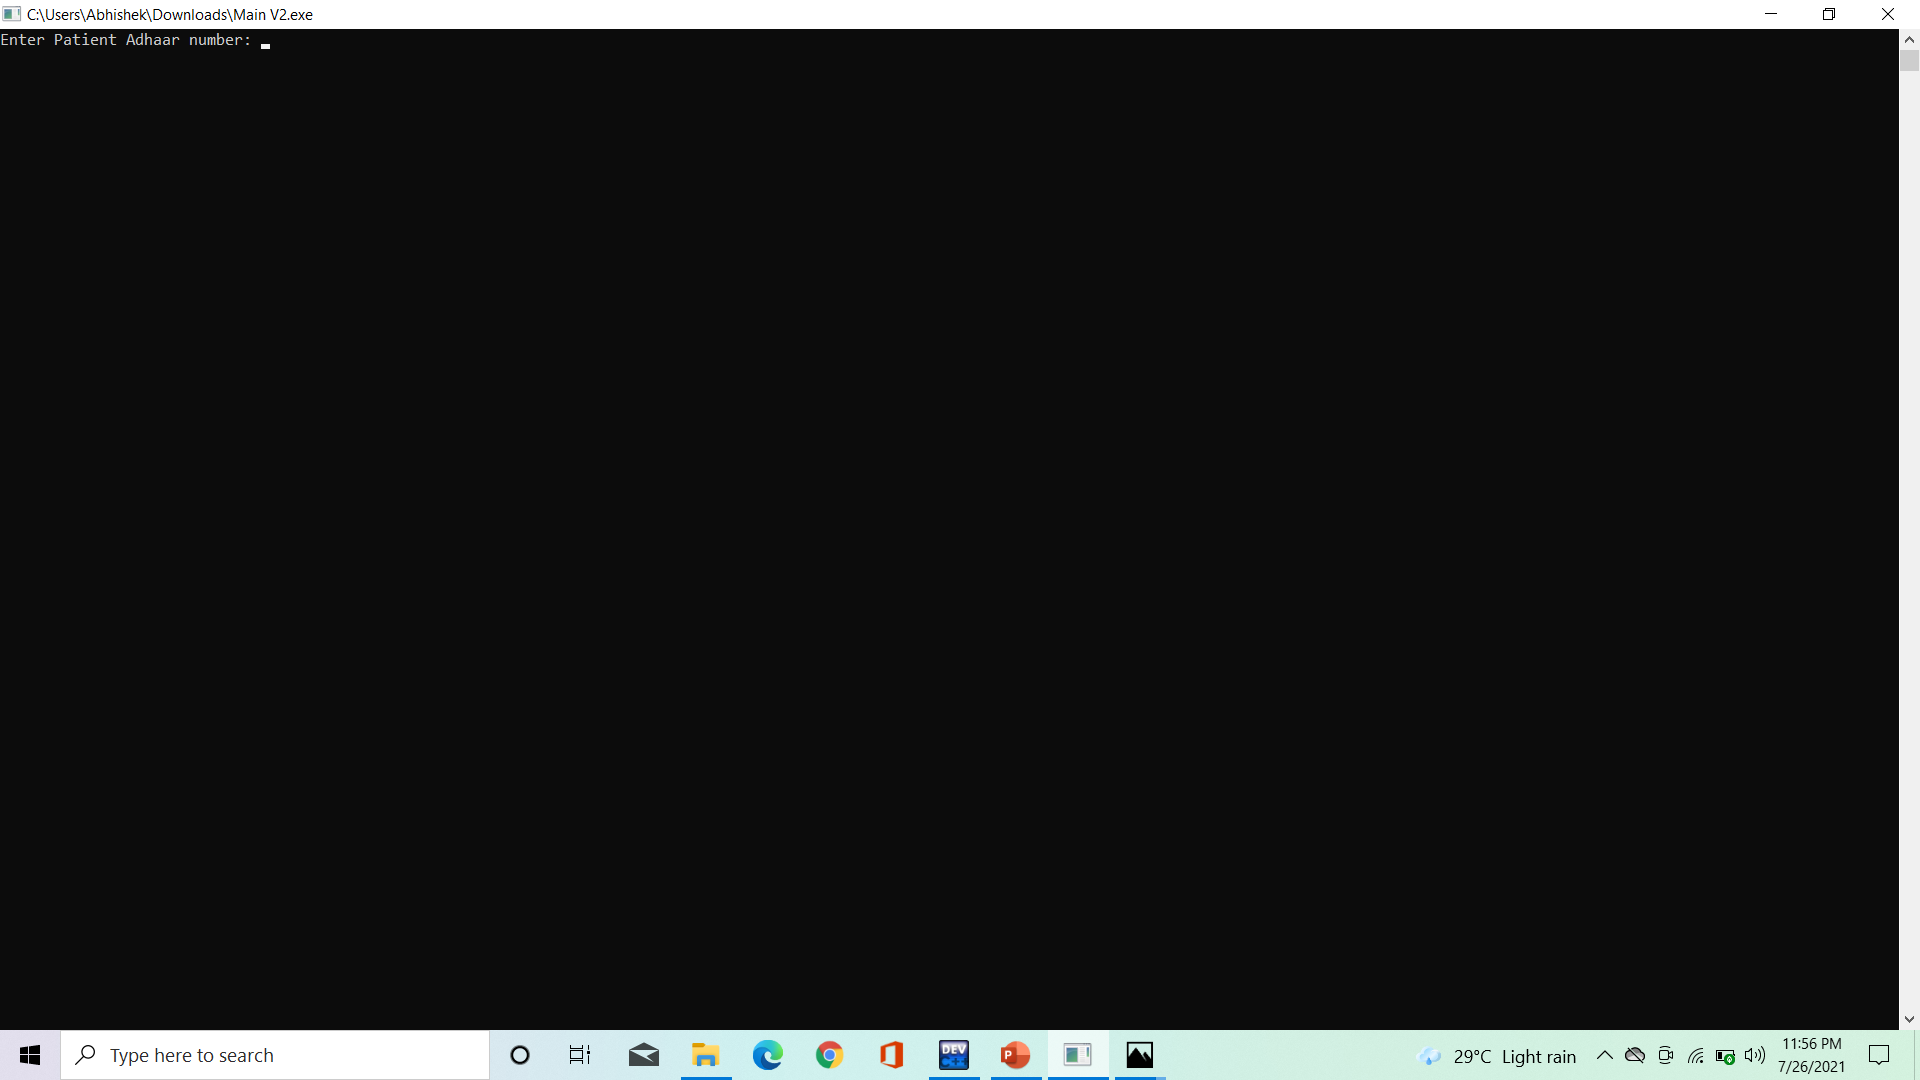 C:\Users\Abhishek\Downloads\Main V2.exe
Enter Patient Adhaar number:
Type here to search
DEV
C++
P
29°C Light rain
11:56 PM
7/26/2021